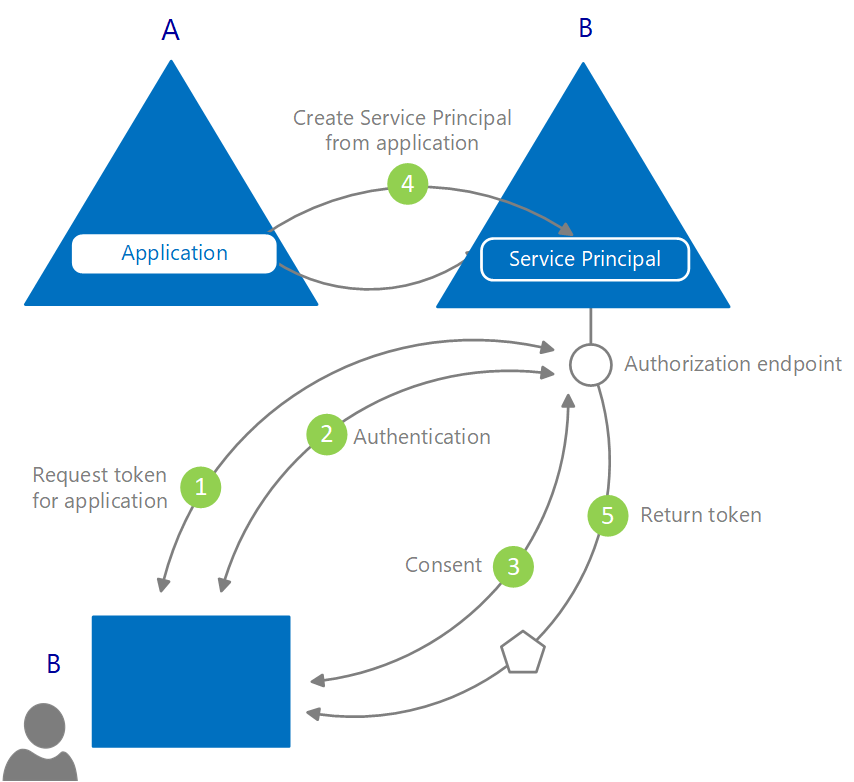 A
B
Create Service Principal
from application
4
Application
Service Principal
Authorization endpoint
2
Authentication
Request token
for application
1
5
Return token
Consent
3
B